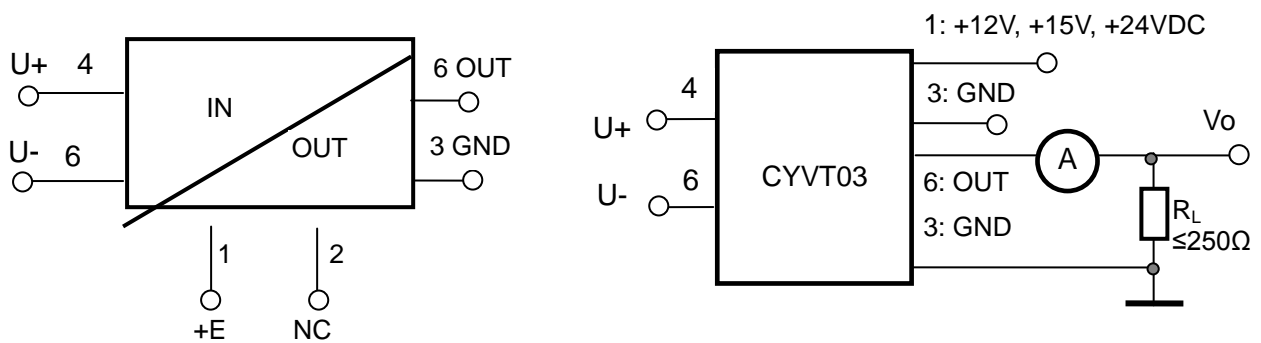 U+ 4
6 OUT
IN
OUT
U- 6
3 GND
1
2
+E
NC
1: +12V, +15V, +24VDC
4
3: GND
U+
Vo
A
CYVT03
6
6: OUT
U-
3: GND
RL
≤250Ω